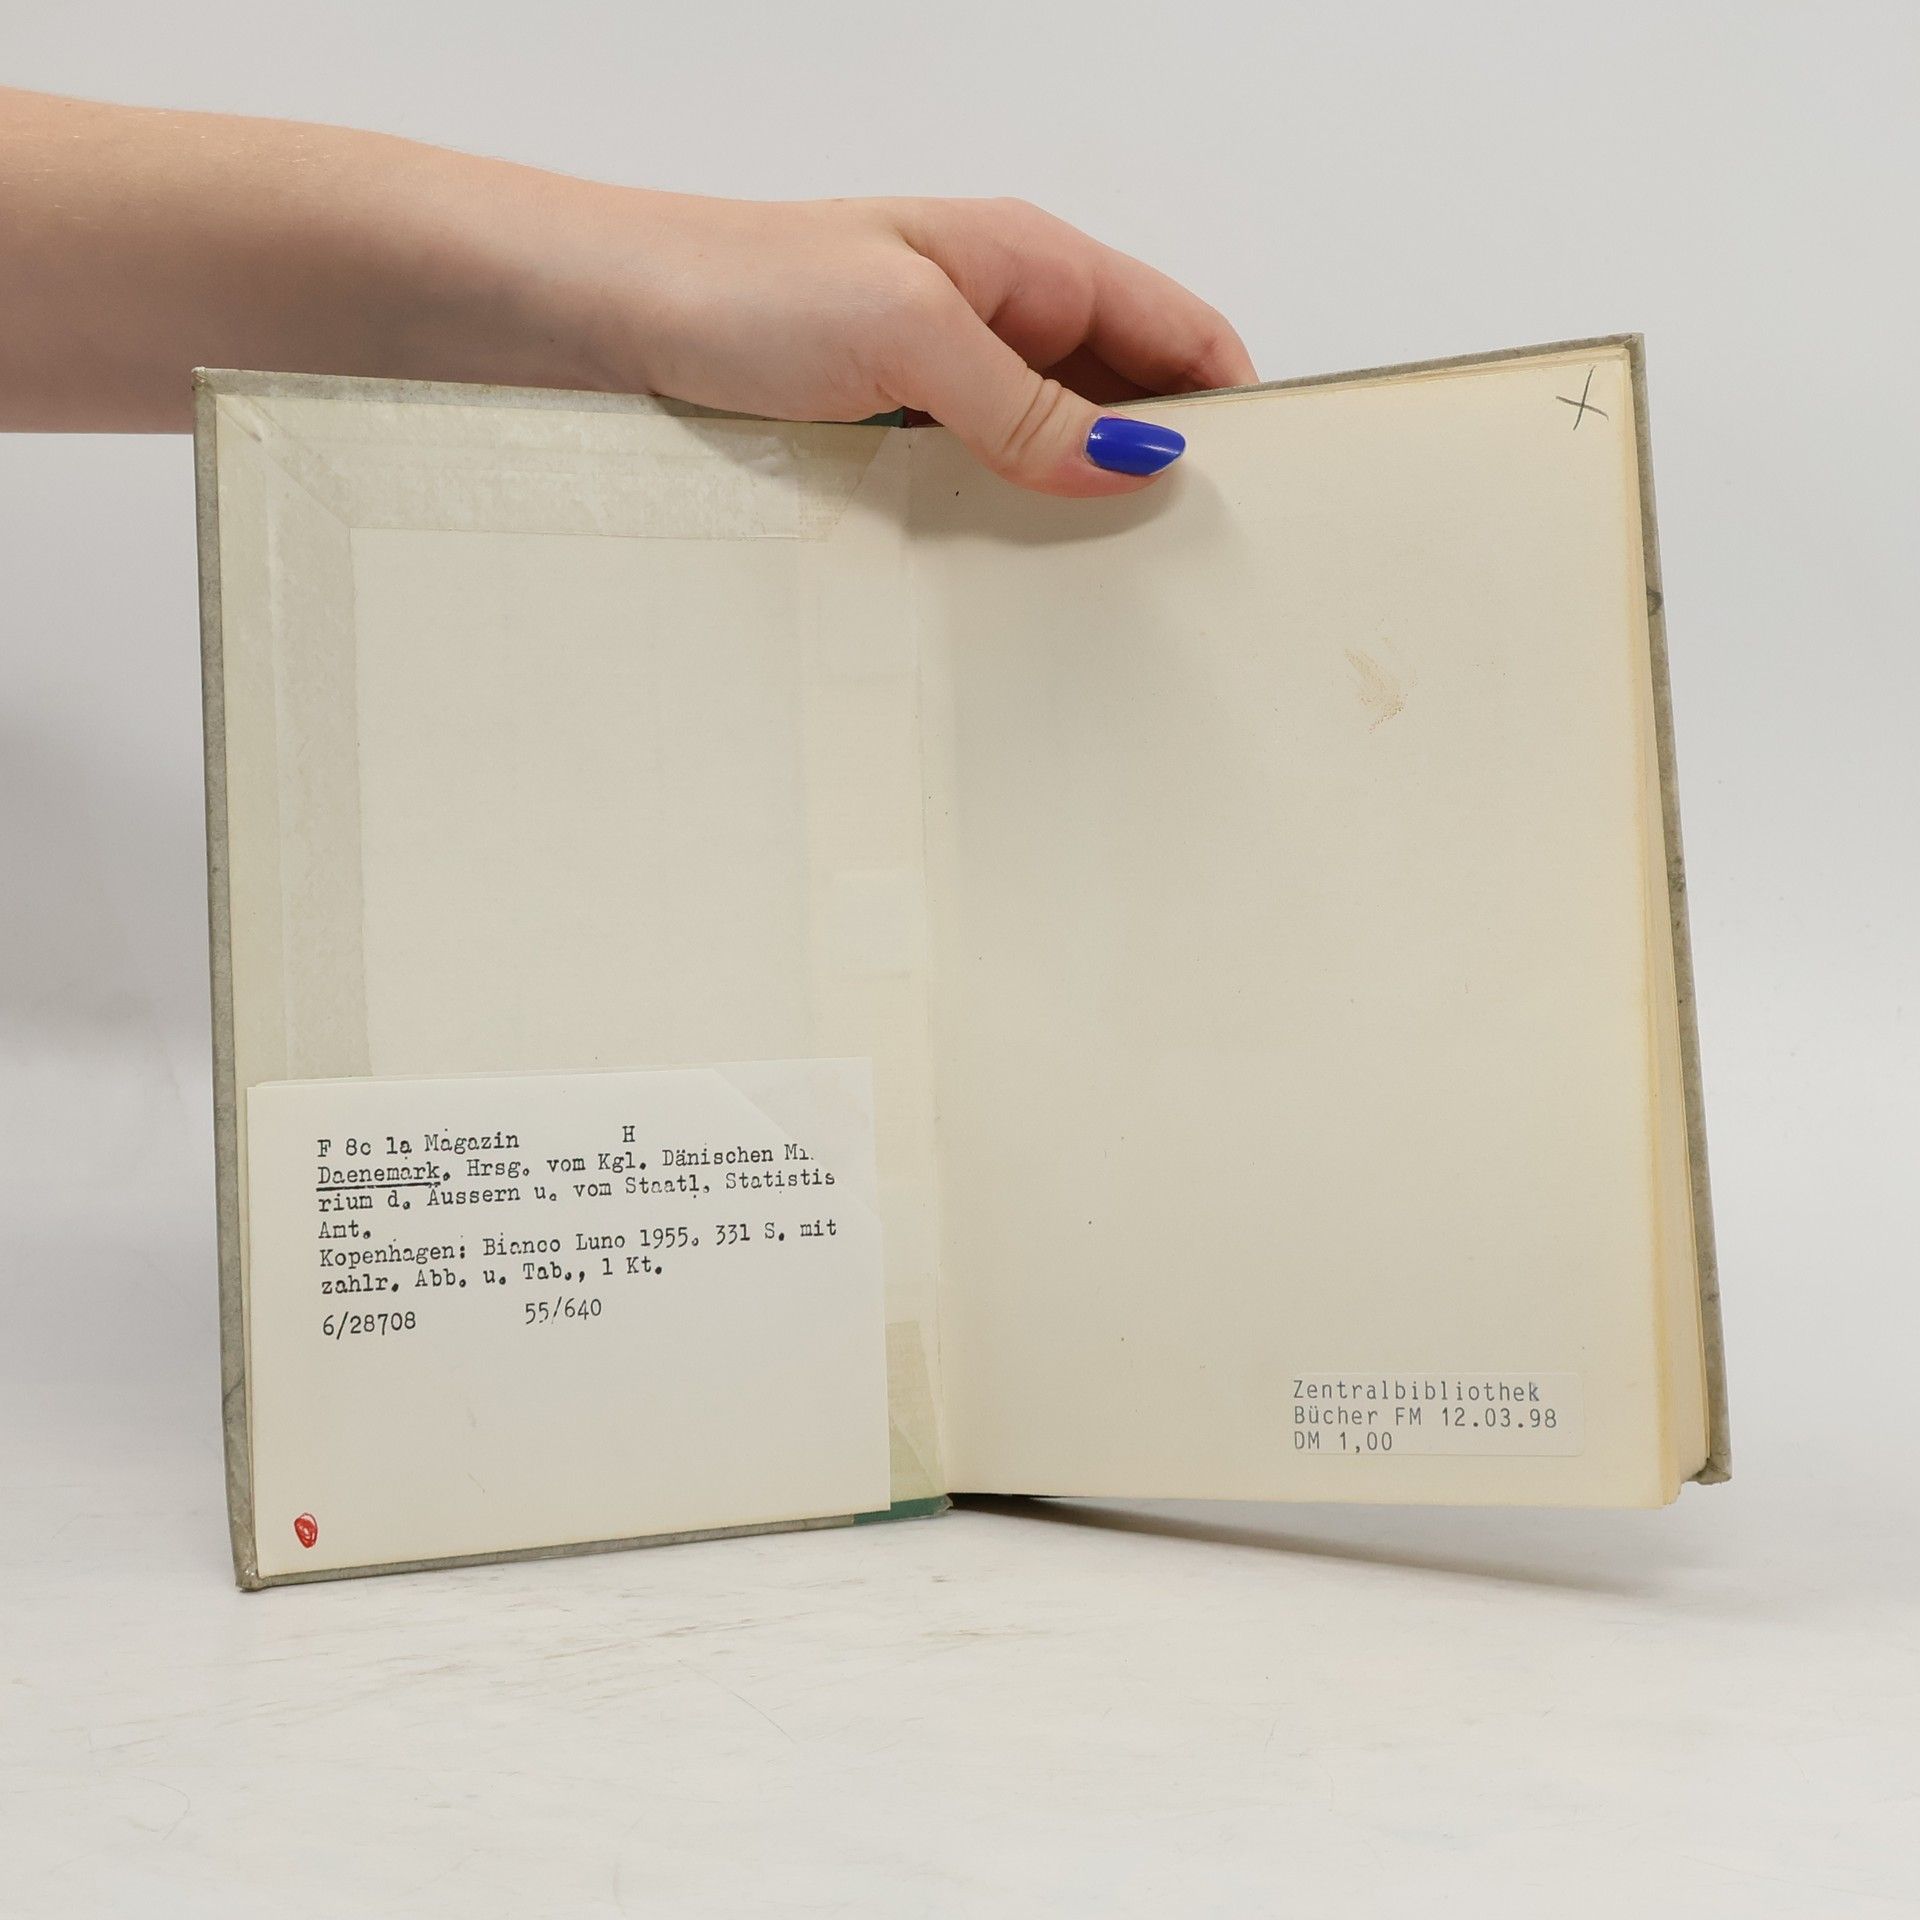 F 8c la Magazin H
Daenemark. Hrsg. vom Kgl. Dänischen Mi
rium d. Äussern u. vom Staatl. Statistis
Amt.
Kopenhagen: Bianco Luno 1955. 331 S. mit
zahlr. Abb. u. Tab., 1 Kt.
6/28708 55/640
X
Zentralbibliothek
Bücher FM 12.03.98
DM 1,00